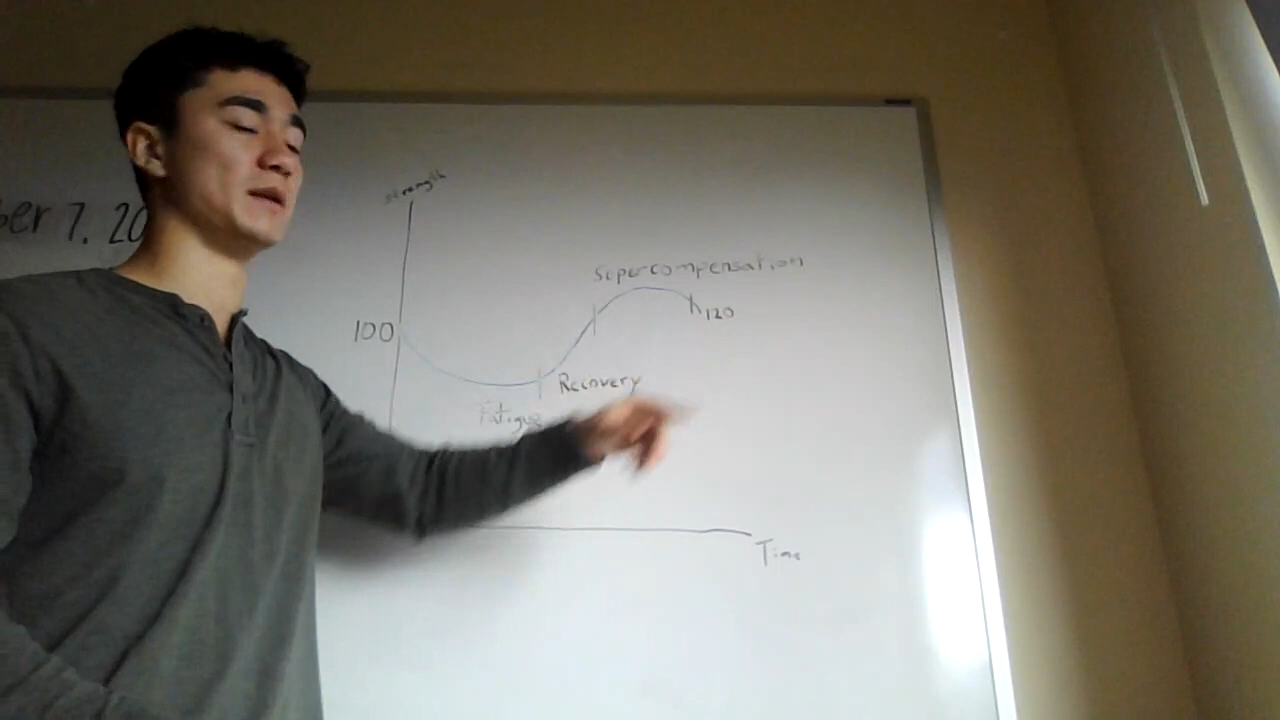 ber 7, 20
Strength
Supercompensation
120
100
Recovery
Fatigue
Time